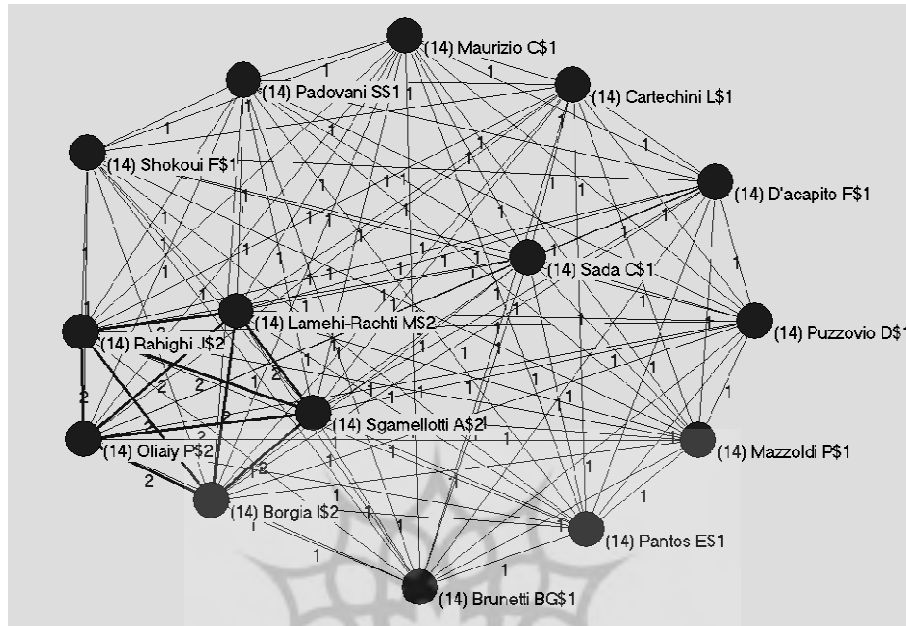 (14) Maurizio C$1
(14) Padovani S$1
(14) Cartechini L$1
(14) Shokoui F$1
(14) D'acapito F$1
(14) Sada C$1
(14) Lamehi-Rachti M$2
(14) Rahighi J$2
(14) Puzzovio D$1
(14) Sgamellotti A$2
(14) Oliaiy P$2
(14) Mazzoldi P$1
(14) Borgia I$2
(14) Pantos E$1
(14) Brunetti BG$1